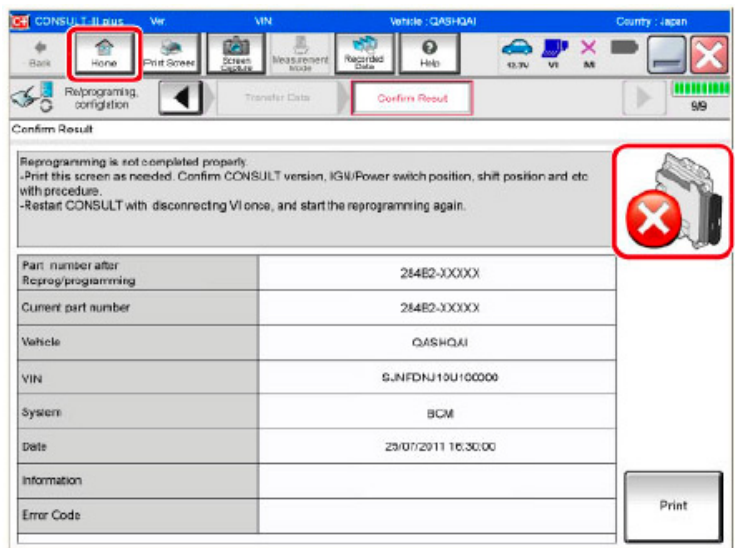 CONSULT-III plus Ver. VIN: Vehicle : QASHQAI Country : Japan
Back Home Print Screen Screen Capture Measurement Mode Recorded Data Help 12.7V VI MI
Re/programing, configlation Transfer Data Confirm Result 9/9
Confirm Result
Reprogramming is not completed properly.
-Print this screen as needed. Confirm CONSULT version, IGN/Power switch position, shift position and etc
with procedure.
-Restart CONSULT with disconnecting VI once, and start the reprogramming again.
Part number after
Reprog/programming
284B2-XXXXX
Current part number 284B2-XXXXX
Vehicle QASHQAI
VIN SJNFDNJ10U100000
System BCM
Date 25/07/2011 16:30:00
Information
Error Code
Print